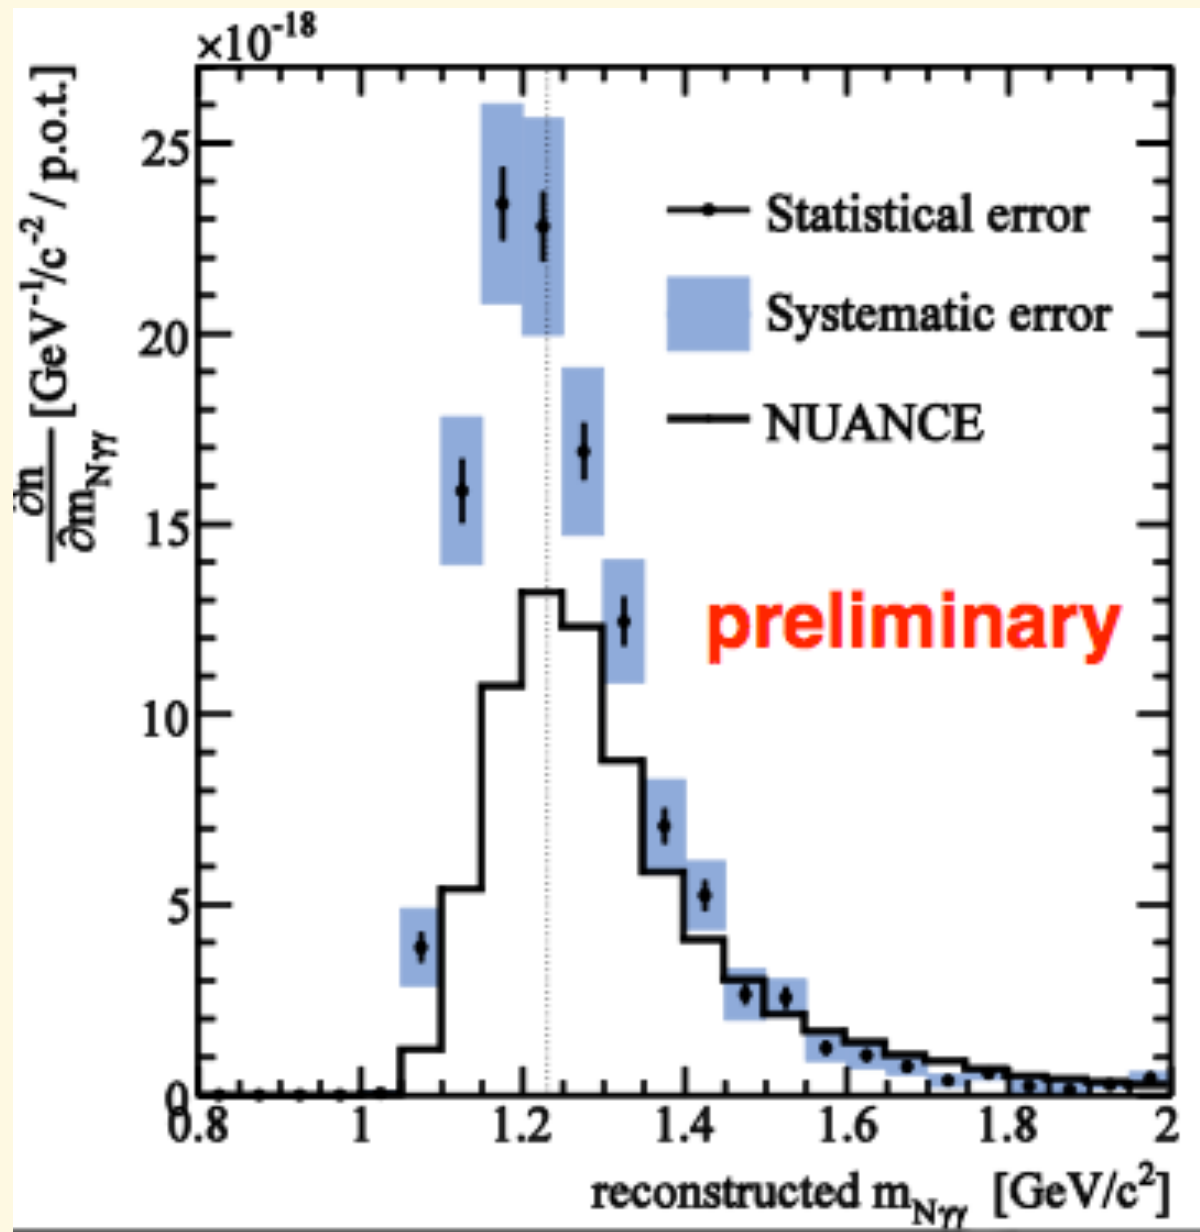 ×10⁻¹⁸
∂n
∂m_Nγγ
[GeV⁻¹/c⁻² / p.o.t.]
25
20
15
10
5
0
Statistical error
Systematic error
NUANCE
preliminary
0.8 1 1.2 1.4 1.6 1.8 2
reconstructed m_Nγγ [GeV/c²]